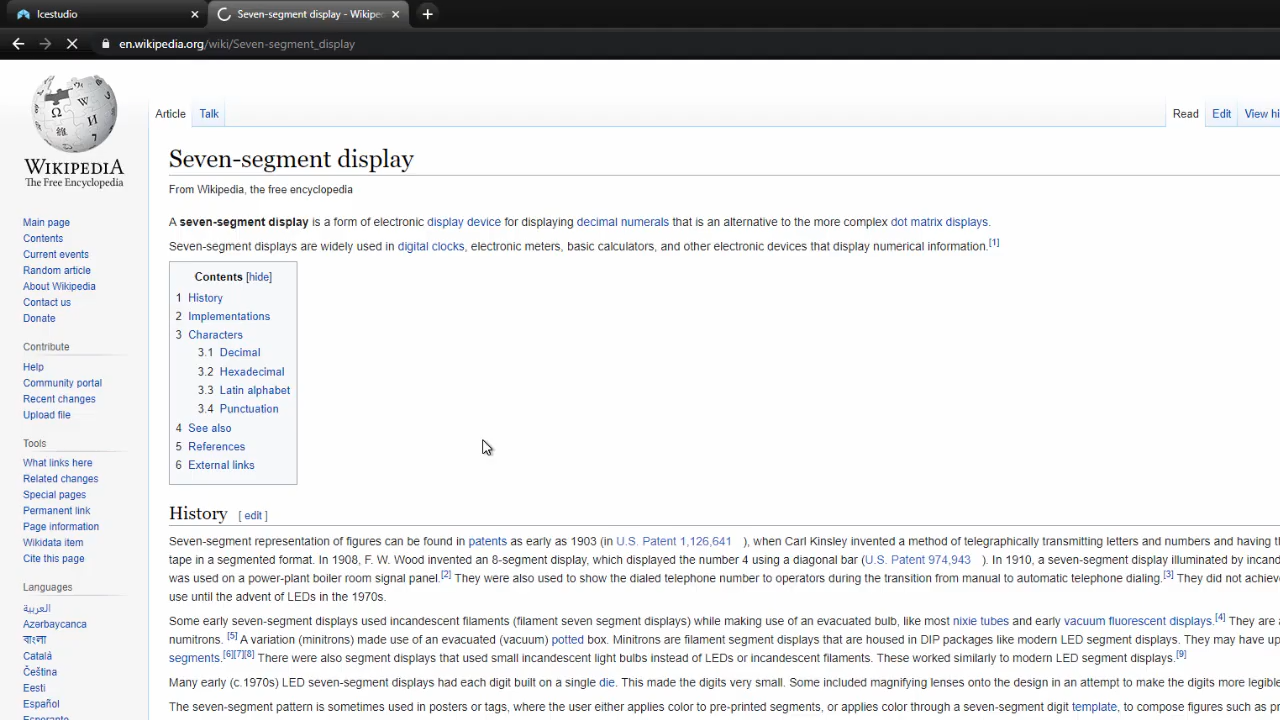 Icestudio
Seven-segment display - Wikipe
en.wikipedia.org/wiki/Seven-segment_display
WIKIPEDIA
The Free Encyclopedia
Main page
Contents
Current events
Random article
About Wikipedia
Contact us
Donate
Contribute
Help
Community portal
Recent changes
Upload file
Tools
What links here
Related changes
Special pages
Permanent link
Page information
Wikidata item
Cite this page
Languages
العربية
Azərbaycanca
বাংলা
Català
Čeština
Eesti
Español
Esperanto
Article Talk
Read Edit View hi
Seven-segment display
From Wikipedia, the free encyclopedia
A seven-segment display is a form of electronic display device for displaying decimal numerals that is an alternative to the more complex dot matrix displays.
Seven-segment displays are widely used in digital clocks, electronic meters, basic calculators, and other electronic devices that display numerical information.[1]
Contents [hide]
1 History
2 Implementations
3 Characters
3.1 Decimal
3.2 Hexadecimal
3.3 Latin alphabet
3.4 Punctuation
4 See also
5 References
6 External links
History [ edit ]
Seven-segment representation of figures can be found in patents as early as 1903 (in U.S. Patent 1,126,641 ), when Carl Kinsley invented a method of telegraphically transmitting letters and numbers and having th
tape in a segmented format. In 1908, F. W. Wood invented an 8-segment display, which displayed the number 4 using a diagonal bar (U.S. Patent 974,943 ). In 1910, a seven-segment display illuminated by incand
was used on a power-plant boiler room signal panel.[2] They were also used to show the dialed telephone number to operators during the transition from manual to automatic telephone dialing.[3] They did not achieve
use until the advent of LEDs in the 1970s.
Some early seven-segment displays used incandescent filaments (filament seven segment displays) while making use of an evacuated bulb, like most nixie tubes and early vacuum fluorescent displays.[4] They are a
numitrons. [5] A variation (minitrons) made use of an evacuated (vacuum) potted box. Minitrons are filament segment displays that are housed in DIP packages like modern LED segment displays. They may have up
segments.[6][7][8] There were also segment displays that used small incandescent light bulbs instead of LEDs or incandescent filaments. These worked similarly to modern LED segment displays.[9]
Many early (c.1970s) LED seven-segment displays had each digit built on a single die. This made the digits very small. Some included magnifying lenses onto the design in an attempt to make the digits more legible
The seven-segment pattern is sometimes used in posters or tags, where the user either applies color to pre-printed segments, or applies color through a seven-segment digit template, to compose figures such as p